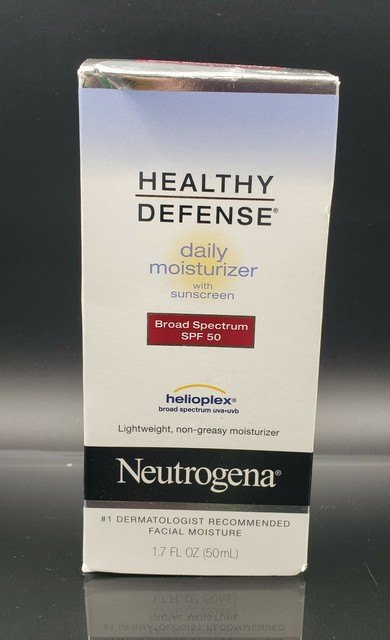 HEALTHY
DEFENSE®
daily
moisturizer
with
sunscreen
Broad Spectrum
SPF 50
helioplex®
broad spectrum uva•uvb
Lightweight, non-greasy moisturizer
Neutrogena®
#1 DERMATOLOGIST RECOMMENDED
FACIAL MOISTURE
1.7 FL OZ (50mL)